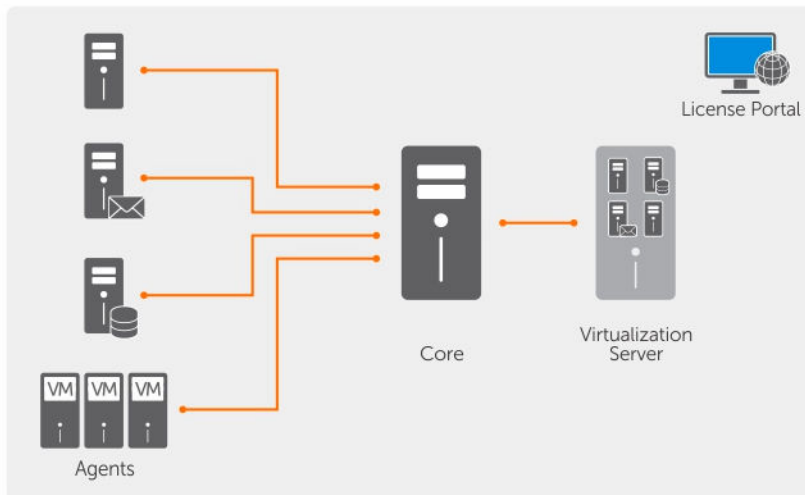 License Portal
Core
Virtualization
Server
VM VM VM
Agents